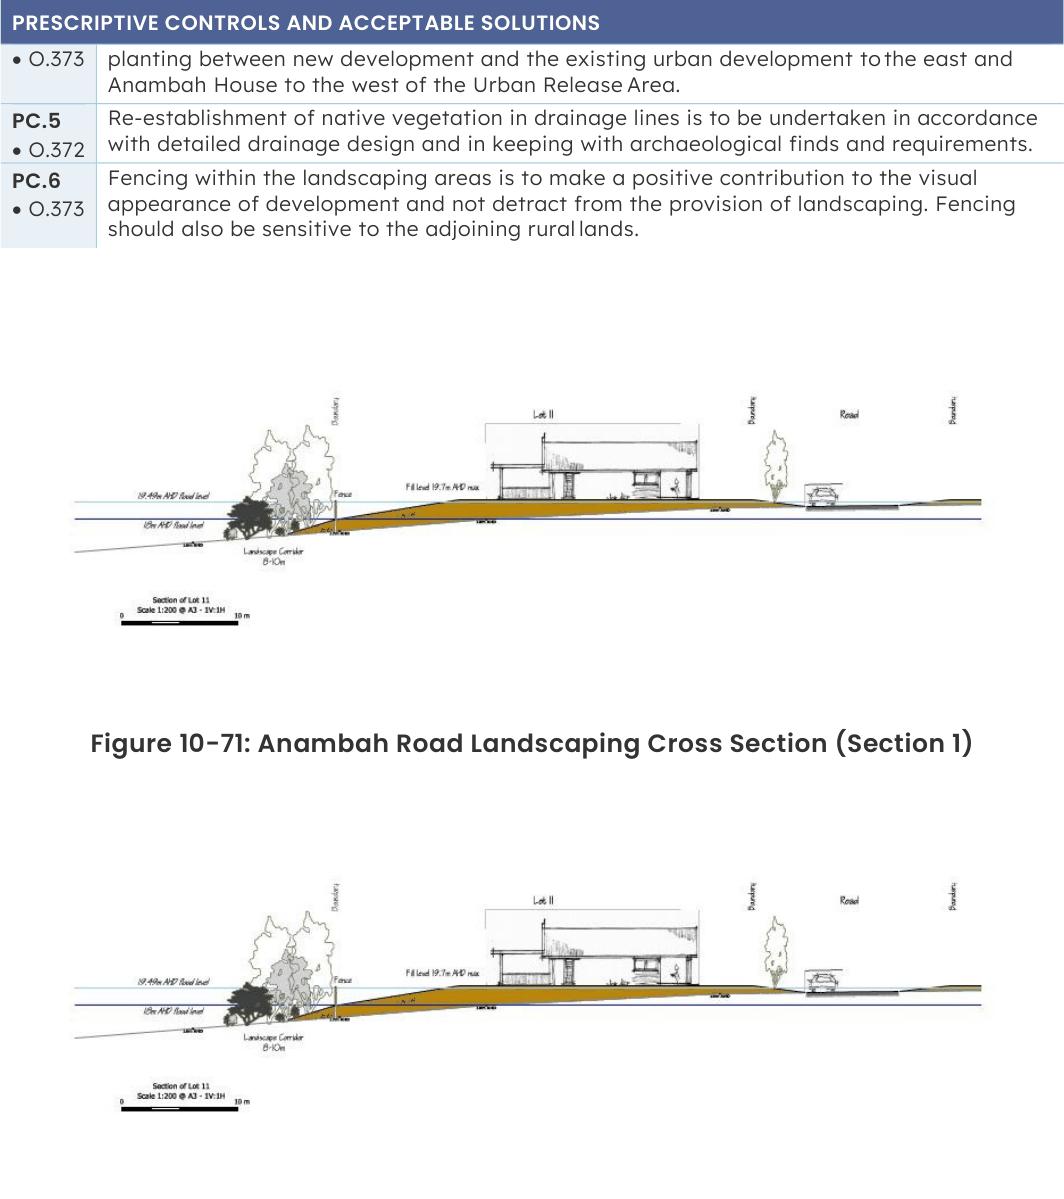 PRESCRIPTIVE CONTROLS AND ACCEPTABLE SOLUTIONS
• O.373
planting between new development and the existing urban development to the east and
Anambah House to the west of the Urban Release Area.
PC.5
• O.372
Re-establishment of native vegetation in drainage lines is to be undertaken in accordance
with detailed drainage design and in keeping with archaeological finds and requirements.
PC.6
• O.373
Fencing within the landscaping areas is to make a positive contribution to the visual
appearance of development and not detract from the provision of landscaping. Fencing
should also be sensitive to the adjoining rural lands.
Boundary
Lot 11
Boundary
Road
Boundary
Fill level 19.7m AHD max
19.49m AHD flood level
Fence
18m AHD flood level
Landscape Corridor
8-10m
Section of Lot 11
Scale 1:200 @ A3 - 1V:1H
0 10 m
Figure 10-71: Anambah Road Landscaping Cross Section (Section 1)
Boundary
Lot 11
Boundary
Road
Boundary
Fill level 19.7m AHD max
19.49m AHD flood level
Fence
18m AHD flood level
Landscape Corridor
8-10m
Section of Lot 11
Scale 1:200 @ A3 - 1V:1H
0 10 m